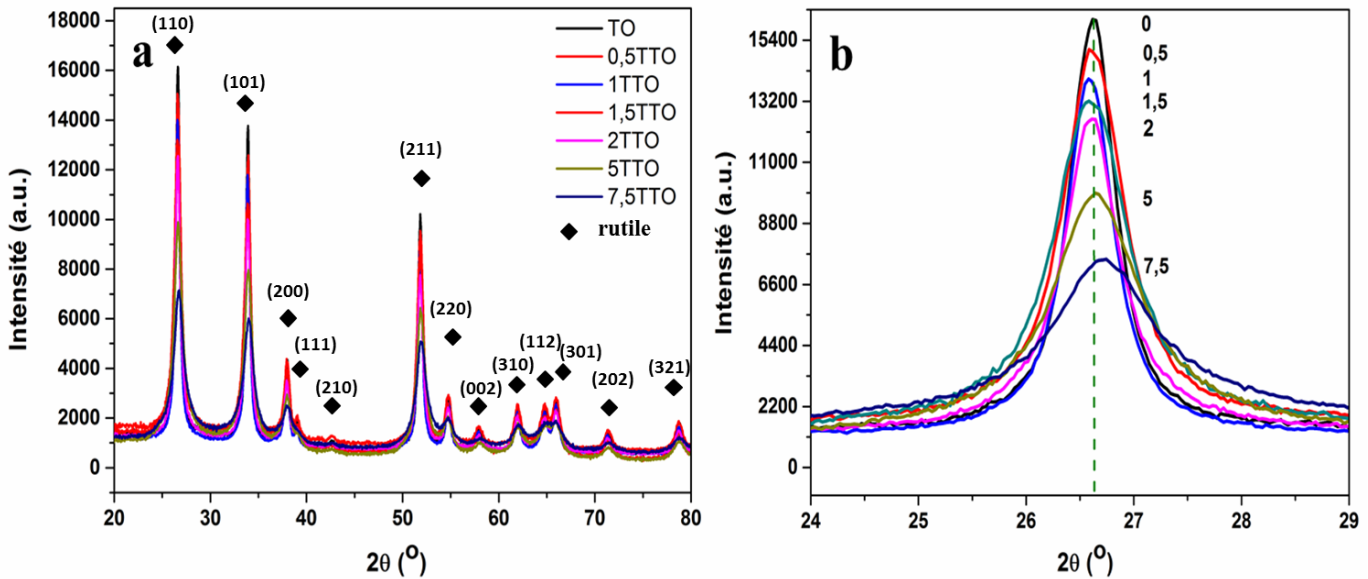 a
Intensité (a.u.)
18000
16000
14000
12000
10000
8000
6000
4000
2000
0
(110)
(101)
(200)
(111)
(210)
(211)
(220)
(002)
(310)
(112)
(301)
(202)
(321)
TO
0,5TTO
1TTO
1,5TTO
2TTO
5TTO
7,5TTO
rutile
20 30 40 50 60 70 80
2θ (O)
b
Intensité (a.u.)
15400
13200
11000
8800
6600
4400
2200
0
0
0,5
1
1,5
2
5
7,5
24 25 26 27 28 29
2θ (O)